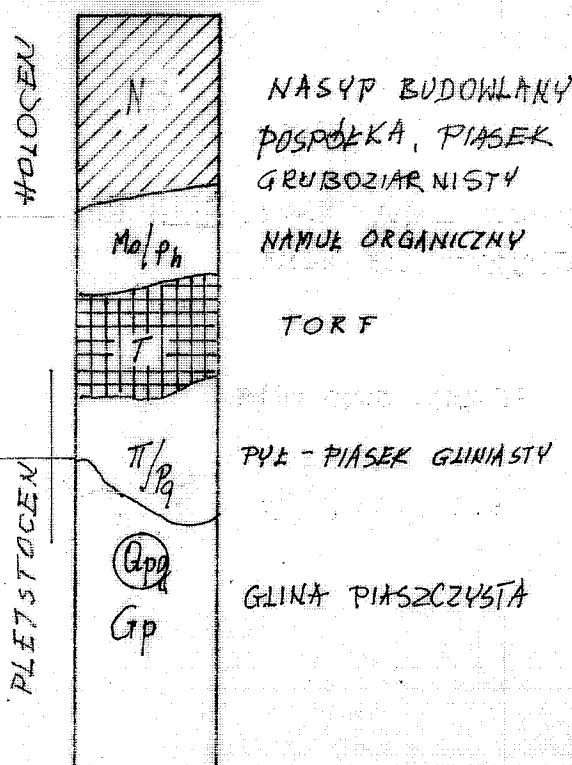 HOLOCEN
N
NASYP BUDOWLANY
POSPÓŁKA, PIASEK
GRUBOZIARNISTY
Mo/Ph
NAMUŁ ORGANICZNY
T
TORF
π/Pg
PYŁ - PIASEK GLINIASTY
PLEJSTOCEN
Gp
GLINA PIASZCZYSTA